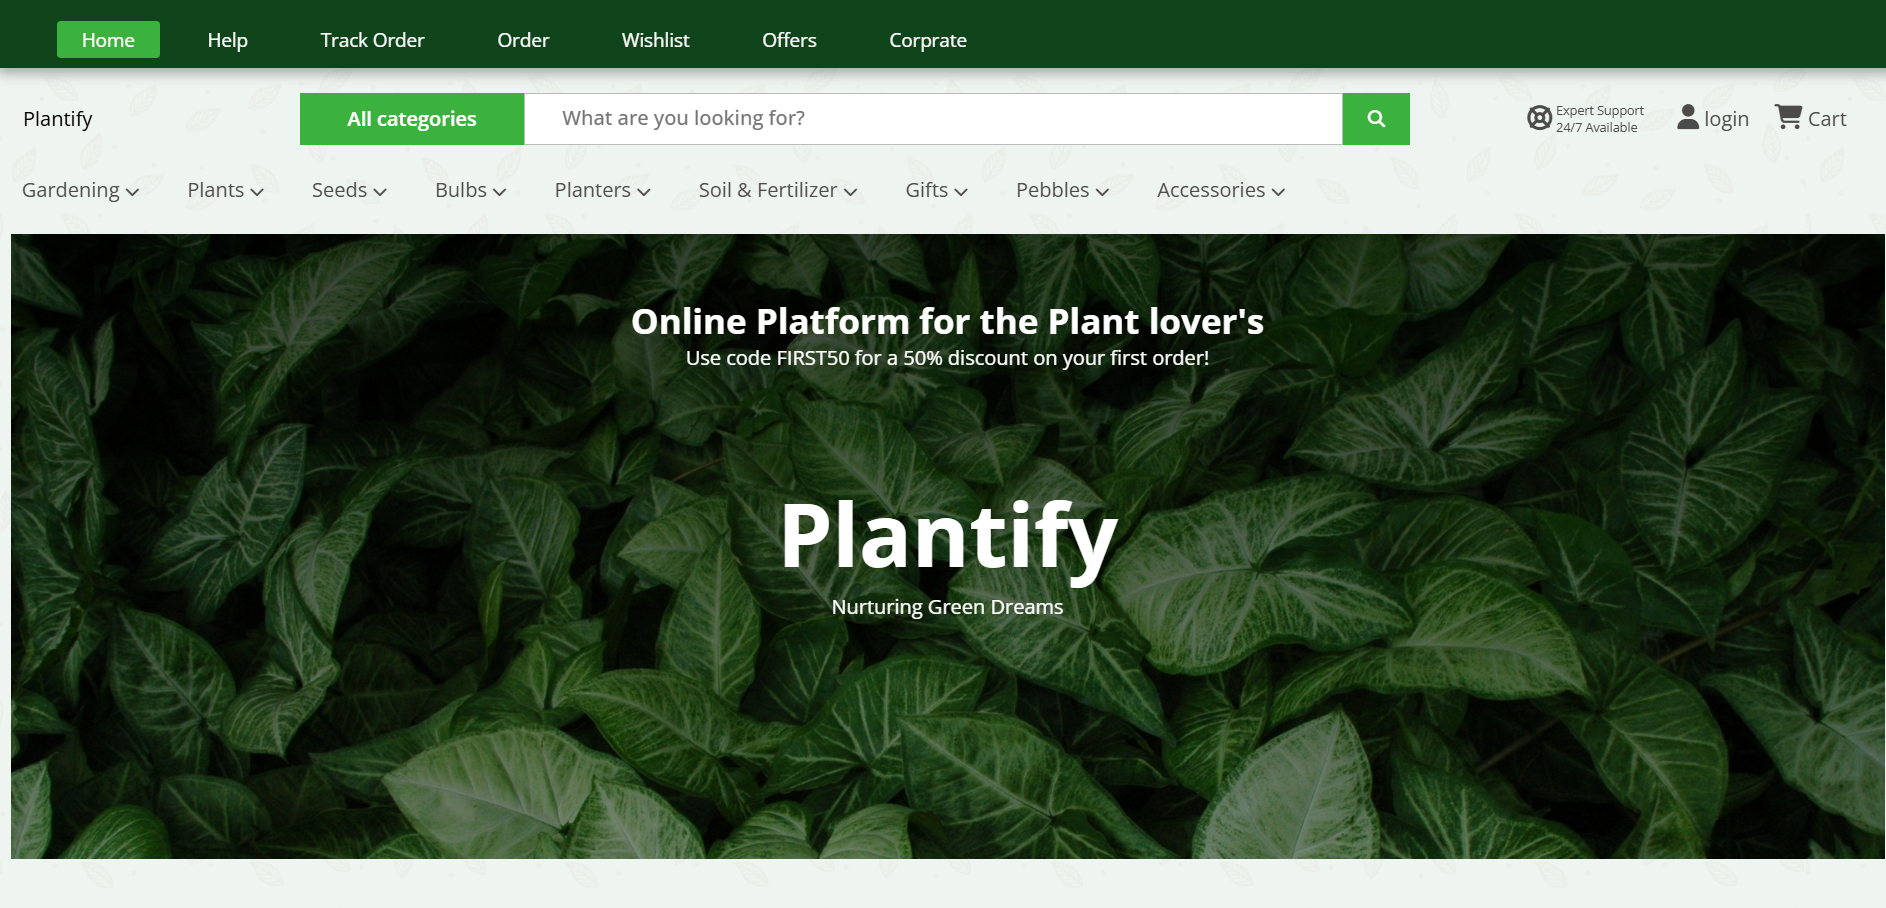 Home Help Track Order Order Wishlist Offers Corprate
Plantify All categories What are you looking for? Expert Support
24/7 Available login Cart
Gardening Plants Seeds Bulbs Planters Soil & Fertilizer Gifts Pebbles Accessories
Online Platform for the Plant lover's
Use code FIRST50 for a 50% discount on your first order!
Plantify
Nurturing Green Dreams